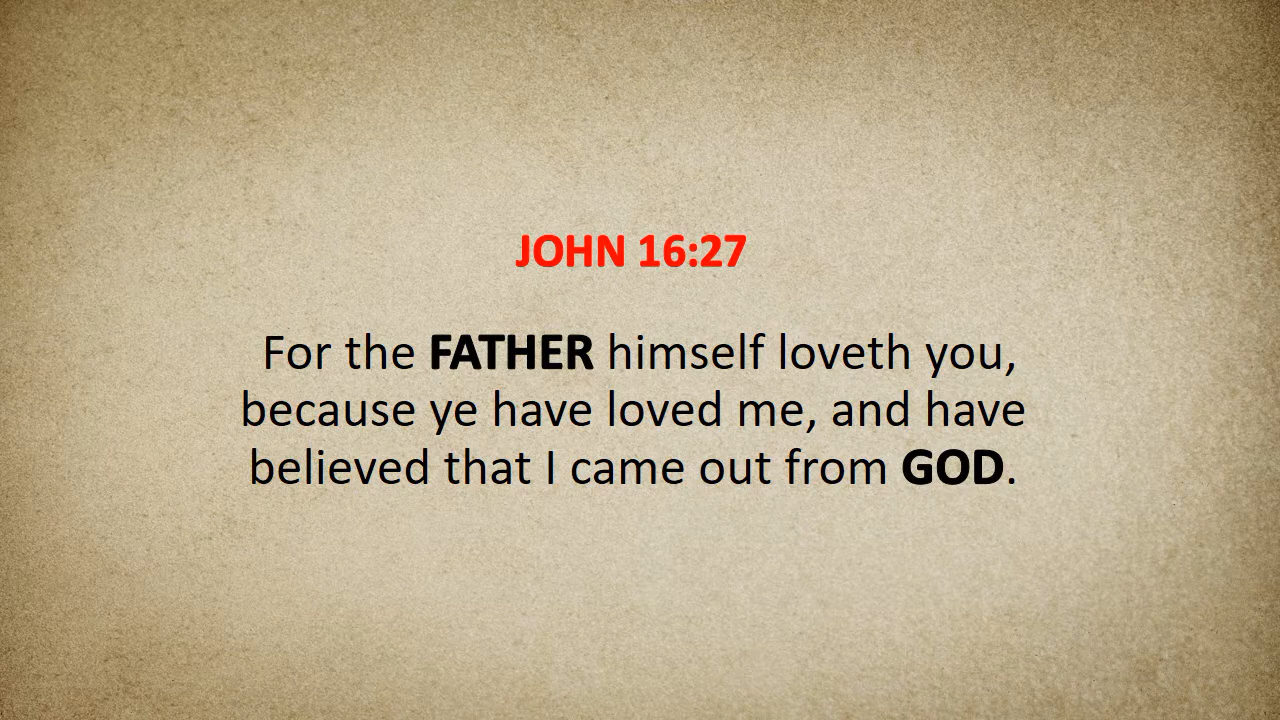 JOHN 16:27
For the FATHER himself loveth you,
because ye have loved me, and have
believed that I came out from GOD.